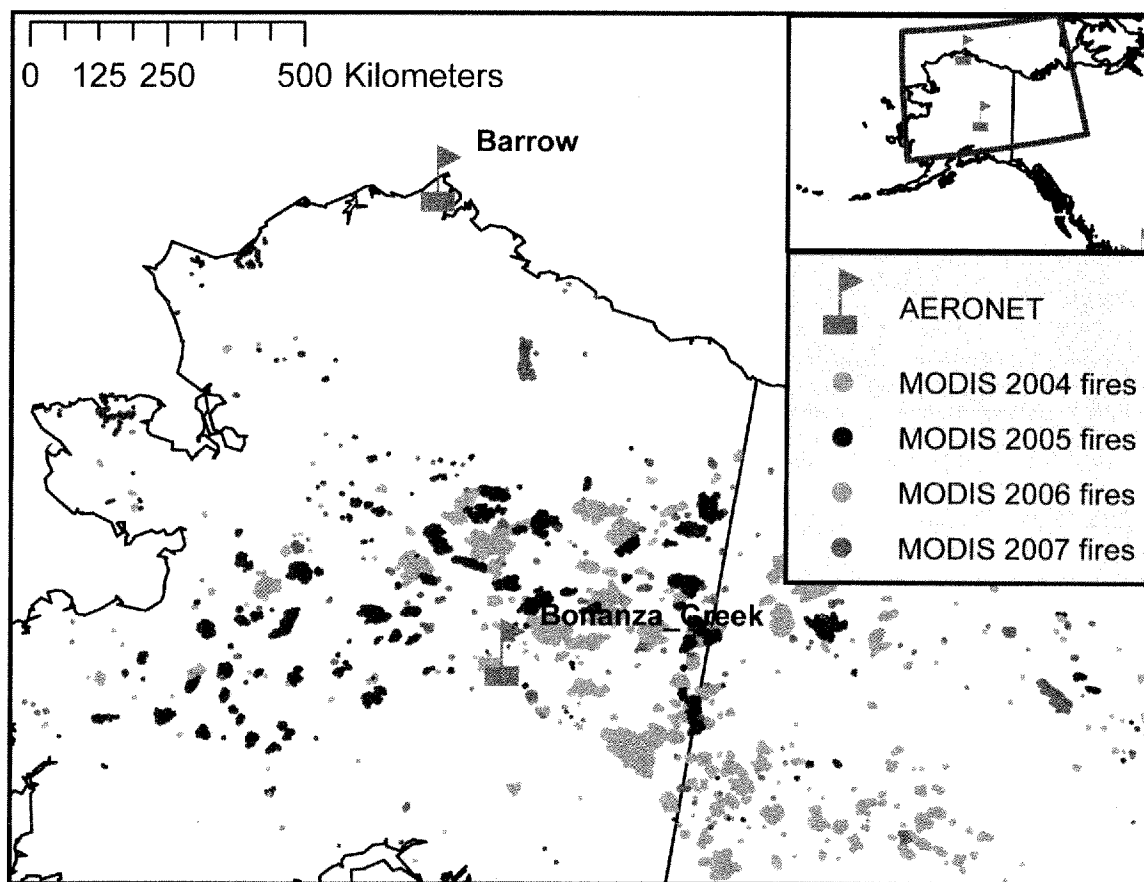 0 125 250 500 Kilometers
Barrow
AERONET
MODIS 2004 fires
MODIS 2005 fires
MODIS 2006 fires
MODIS 2007 fires
Bonanza_Creek